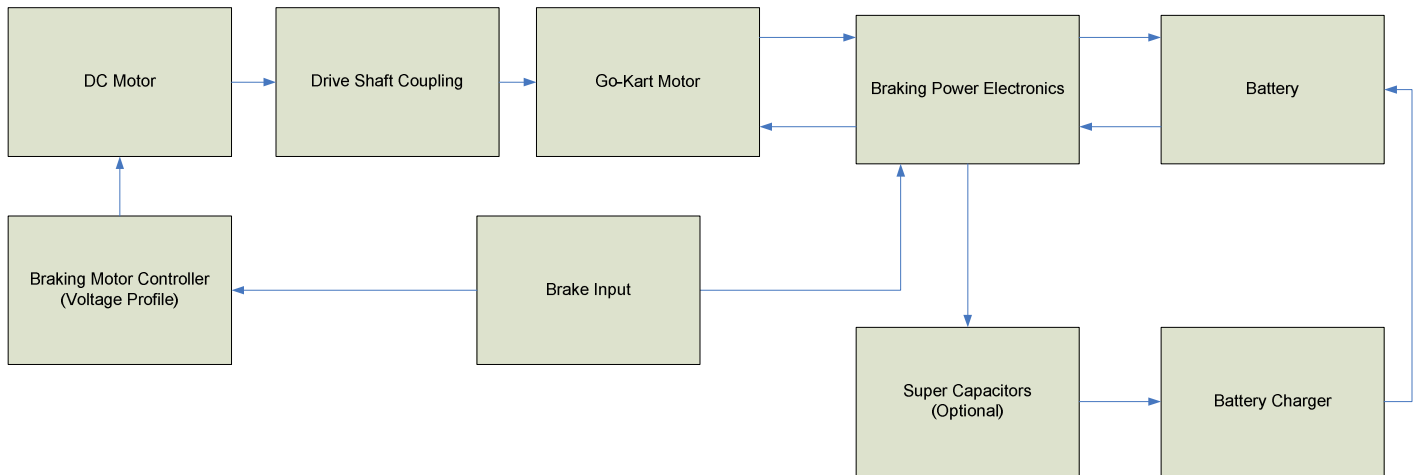 DC Motor
Drive Shaft Coupling
Go-Kart Motor
Braking Power Electronics
Battery
Braking Motor Controller
(Voltage Profile)
Brake Input
Super Capacitors
(Optional)
Battery Charger